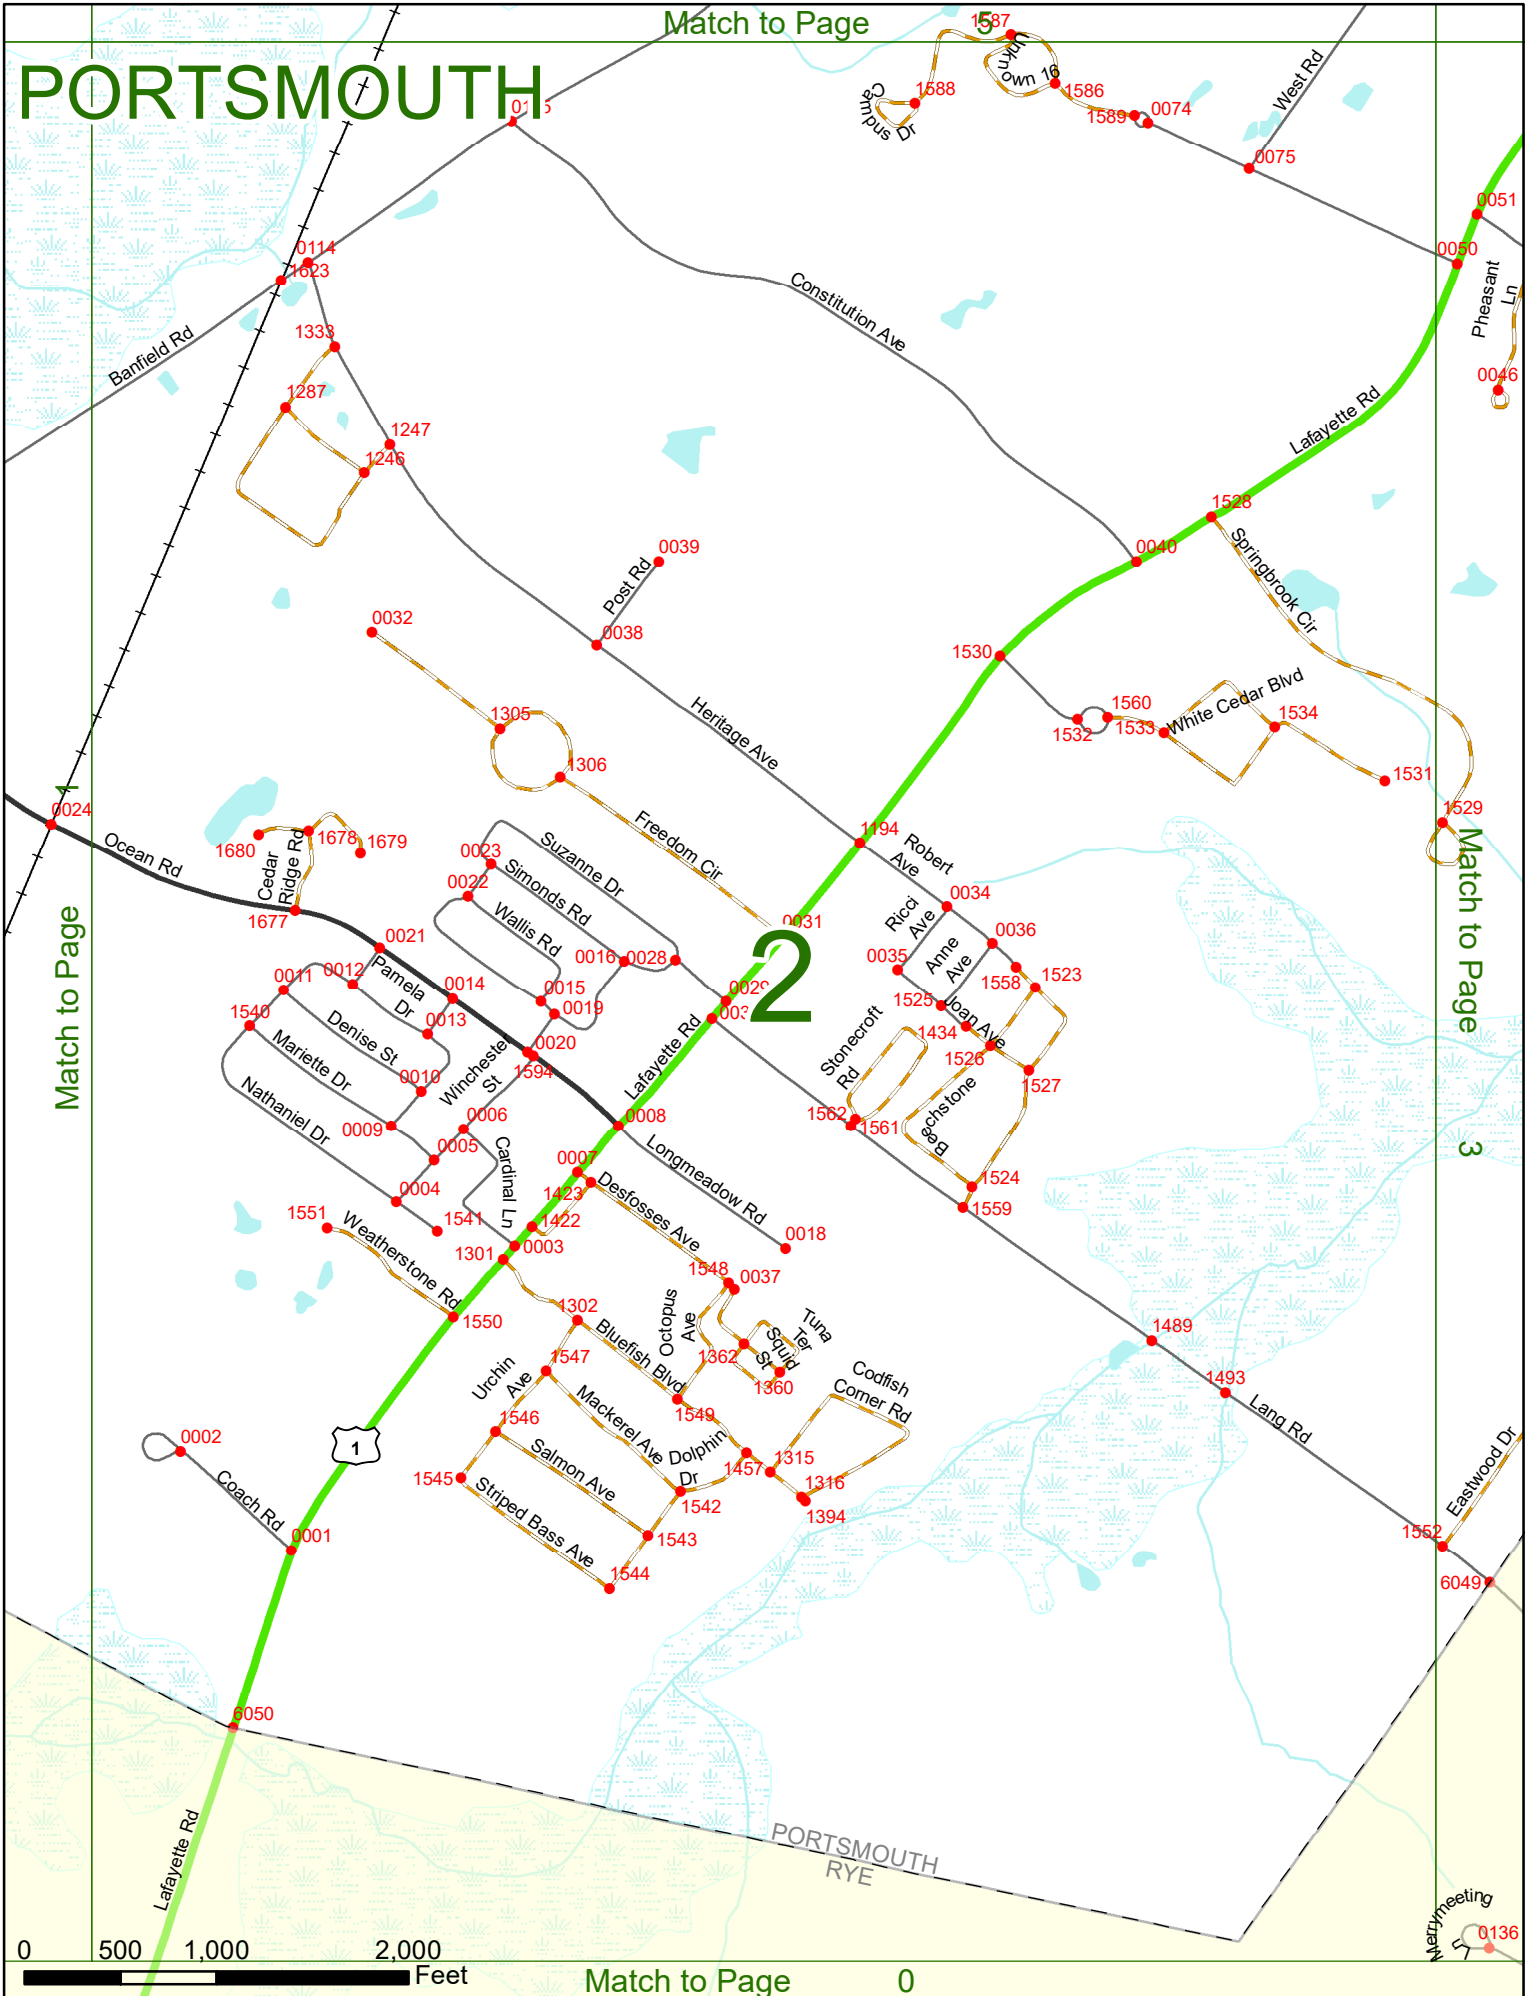 Match to Page 5
PORTSMOUTH
1587
Unknown 16
1586
1588
Campus Dr
1589
0074
West Rd
0075
0051
0050
Pheasant Ln
0046
0114
1623
Banfield Rd
1333
1287
1247
1246
Constitution Ave
Lafayette Rd
1528
0040
Springbrook Cir
0039
Post Rd
0038
0032
1530
1305
1306
Heritage Ave
1560
1532
1533
White Cedar Blvd
1534
1531
1529
1
0024
Ocean Rd
1680
1678
1679
Cedar Ridge Rd
1677
Freedom Cir
0023
Suzanne Dr
Simonds Rd
0022
Wallis Rd
0016
0028
1194
Robert Ave
0034
Ricci Ave
0036
Anne Ave
0035
1558
1523
1525
Joan Ave
1434
1526
1527
0031
2
0029
Match to Page
Match to Page
3
0021
0012
0011
Pamela Dr
0014
0013
1540
Denise St
Mariette Dr
Nathaniel Dr
0010
0009
0015
0019
0020
1594
Winchester St
0006
0005
0004
1541
Cardinal Ln
Lafayette Rd
0008
Longmeadow Rd
0018
Stonecroft Rd
1562
1561
Beechstone
1524
1559
0007
1423
Desfosses Ave
1422
0003
1301
1551
Weatherstone Rd
1550
1548
0037
Octopus Ave
Tuna Ter
Squid St
1362
1360
1302
Bluefish Blvd
1547
Urchin Ave
1549
Codfish Corner Rd
1546
Mackerel Ave
Dolphin Dr
1457
1315
1316
1394
1545
Salmon Ave
Striped Bass Ave
1542
1543
1544
1489
1493
Lang Rd
Eastwood Dr
1552
6049
1
0002
Coach Rd
0001
6050
Lafayette Rd
PORTSMOUTH
RYE
Merrymeeting Ln
0136
0 500 1,000 2,000
Feet
Match to Page 0